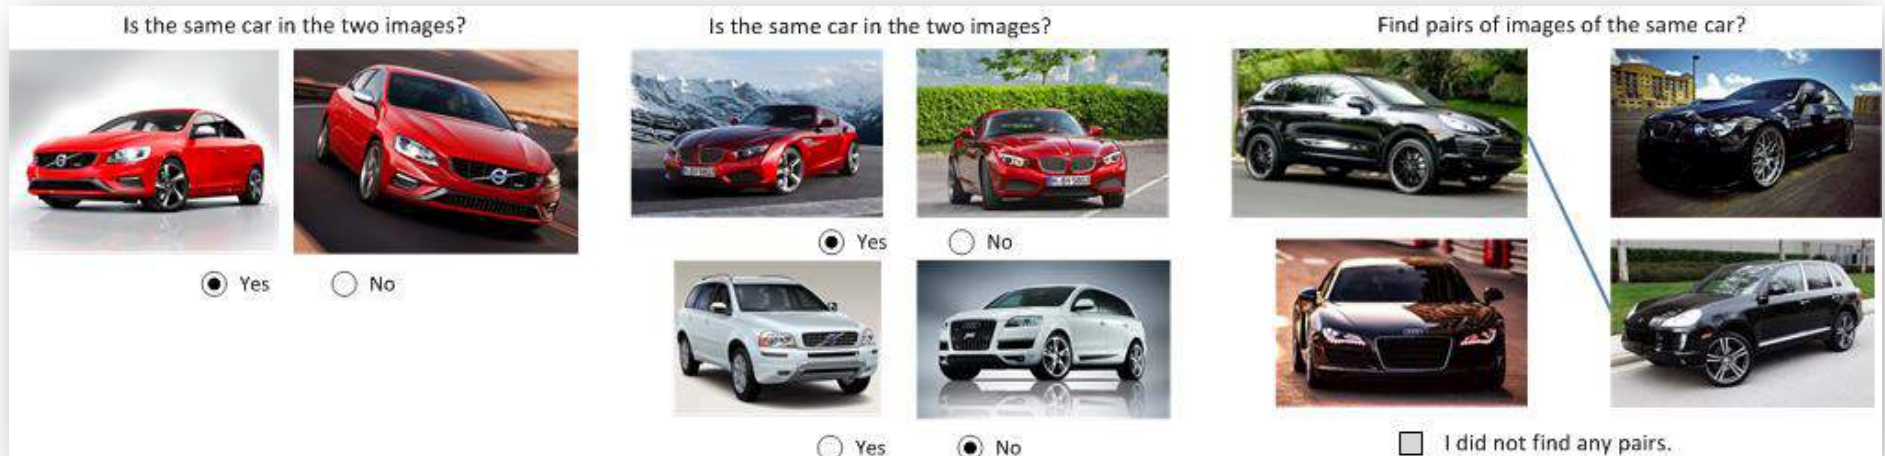 Is the same car in the two images?
Yes
No
Is the same car in the two images?
Yes
No
Yes
No
Find pairs of images of the same car?
I did not find any pairs.